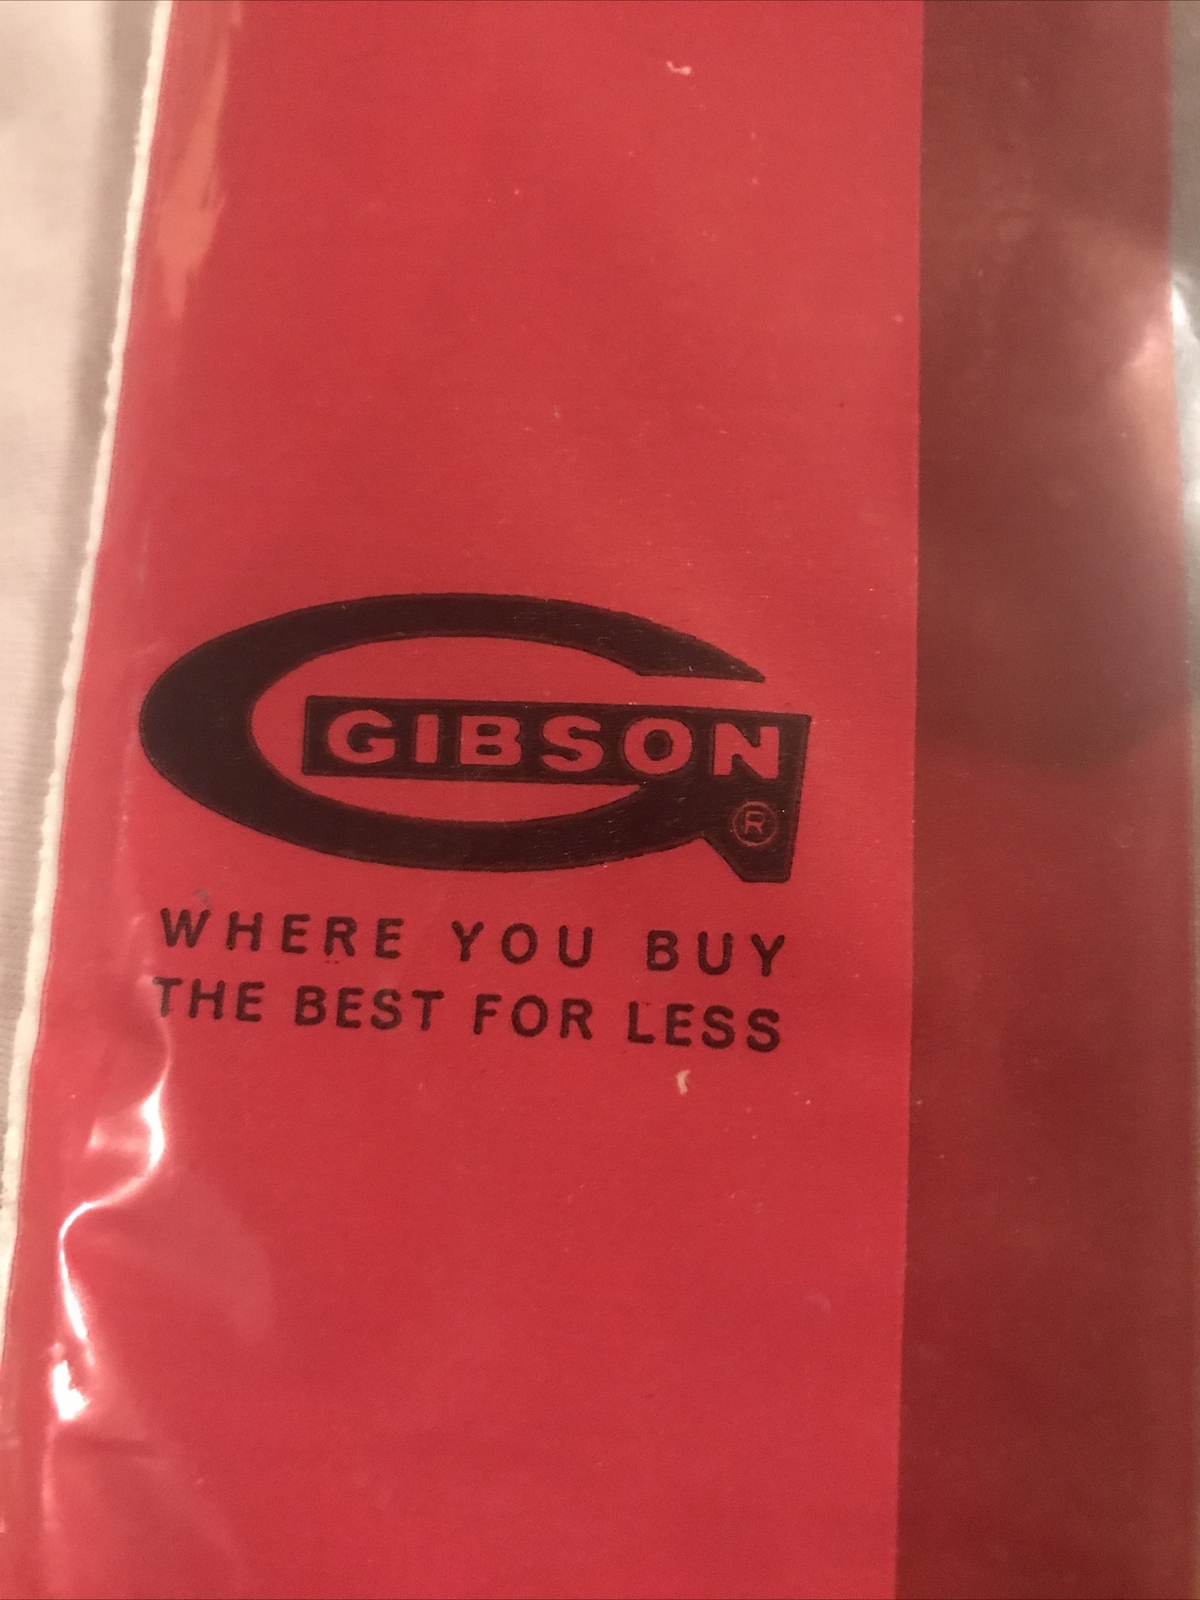 GIBSON
®
WHERE YOU BUY
THE BEST FOR LESS